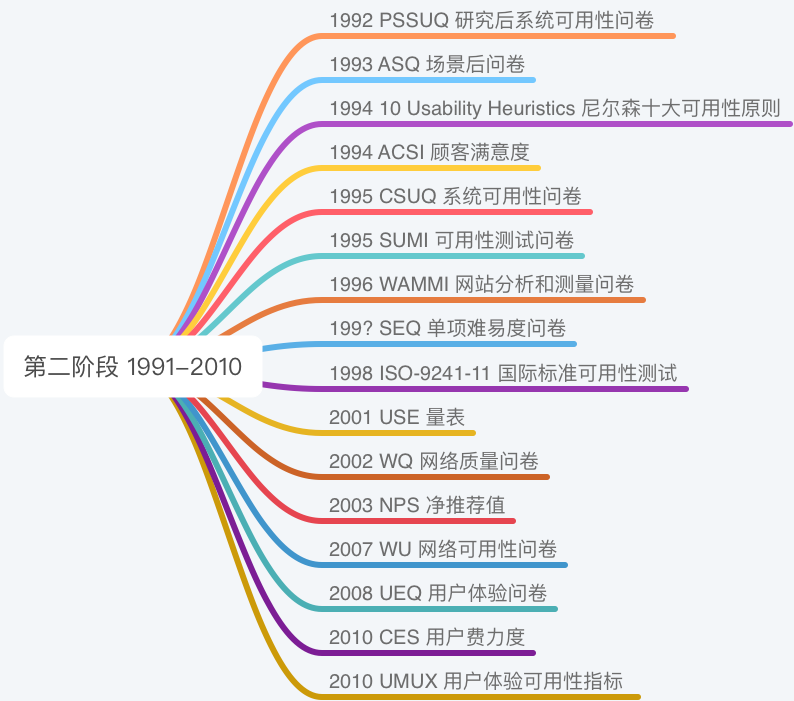 1992 PSSUQ 研究后系统可用性问卷
1993 ASQ 场景后问卷
1994 10 Usability Heuristics 尼尔森十大可用性原则
1994 ACSI 顾客满意度
1995 CSUQ 系统可用性问卷
1995 SUMI 可用性测试问卷
1996 WAMMI 网站分析和测量问卷
199? SEQ 单项难易度问卷
第二阶段 1991–2010
1998 ISO-9241-11 国际标准可用性测试
2001 USE 量表
2002 WQ 网络质量问卷
2003 NPS 净推荐值
2007 WU 网络可用性问卷
2008 UEQ 用户体验问卷
2010 CES 用户费力度
2010 UMUX 用户体验可用性指标